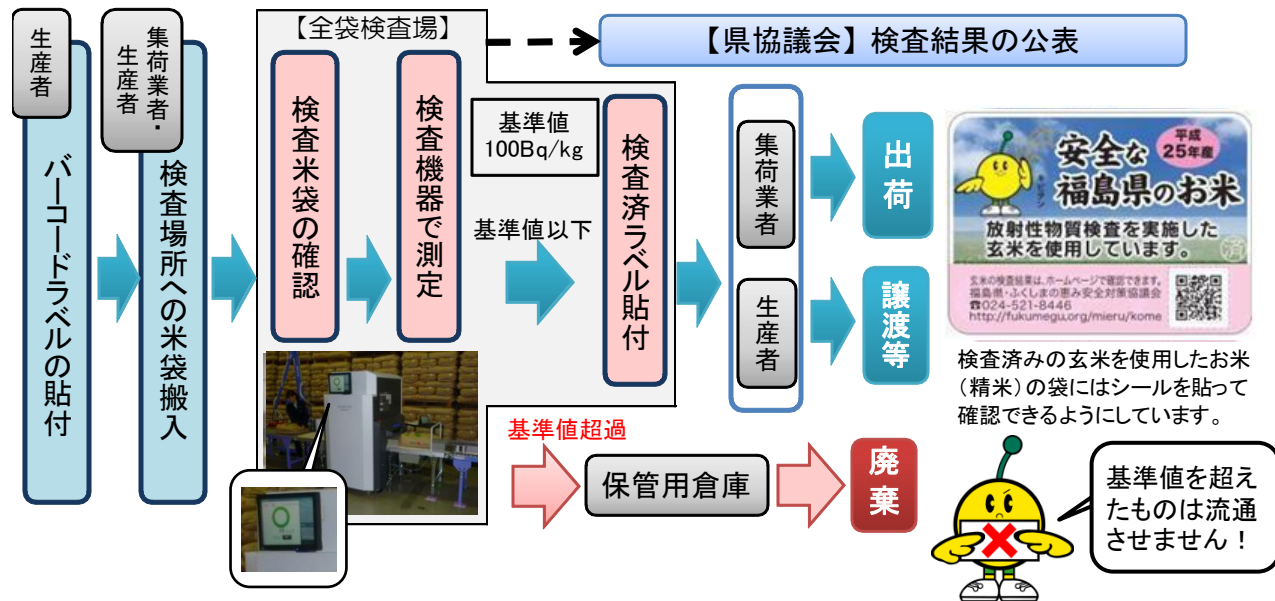 生産者
バーコードラベルの貼付
集荷業者・
生産者
検査場所への米袋搬入
【全袋検査場】
検査米袋の確認
検査機器で測定
基準値
100Bq/kg
基準値以下
検査済ラベル貼付
【県協議会】検査結果の公表
集荷業者
出荷
生産者
譲渡等
基準値超過
保管用倉庫
廃棄
安全な
福島県のお米
平成
25年産
キビタン
放射性物質検査を実施した
玄米を使用しています。
済
玄米の検査結果は、ホームページで確認できます。
福島県・ふくしまの恵み安全対策協議会
☎024-521-8446
http://fukumegu.org/mieru/kome
検査済みの玄米を使用したお米
（精米）の袋にはシールを貼って
確認できるようにしています。
基準値を超え
たものは流通
させません！